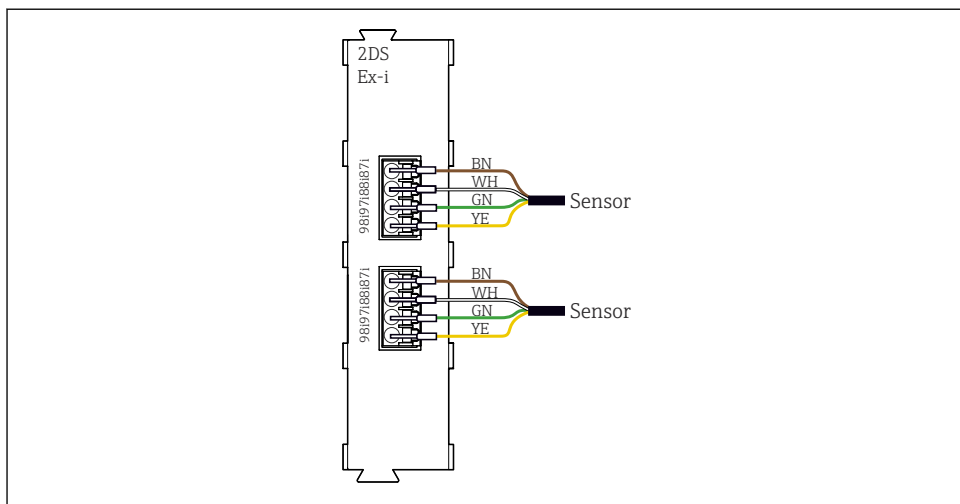 2DS
Ex-i
98i97i88i87i
BN
WH
GN
YE
Sensor
98i97i88i87i
BN
WH
GN
YE
Sensor